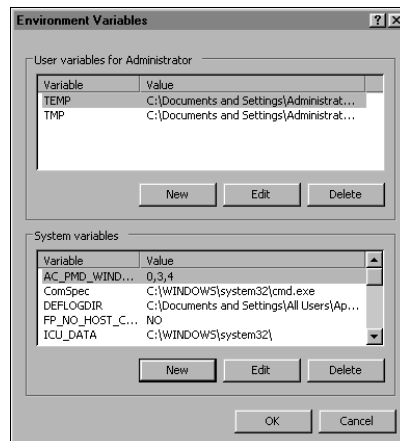 Environment Variables
User variables for Administrator
Variable Value
TEMP C:\Documents and Settings\Administrat...
TMP C:\Documents and Settings\Administrat...
New Edit Delete
System variables
Variable Value
AC_PMD_WIND... 0,3,4
ComSpec C:\WINDOWS\system32\cmd.exe
DEFLOGDIR C:\Documents and Settings\All Users\Ap...
FP_NO_HOST_C... NO
ICU_DATA C:\WINDOWS\system32\
New Edit Delete
OK Cancel